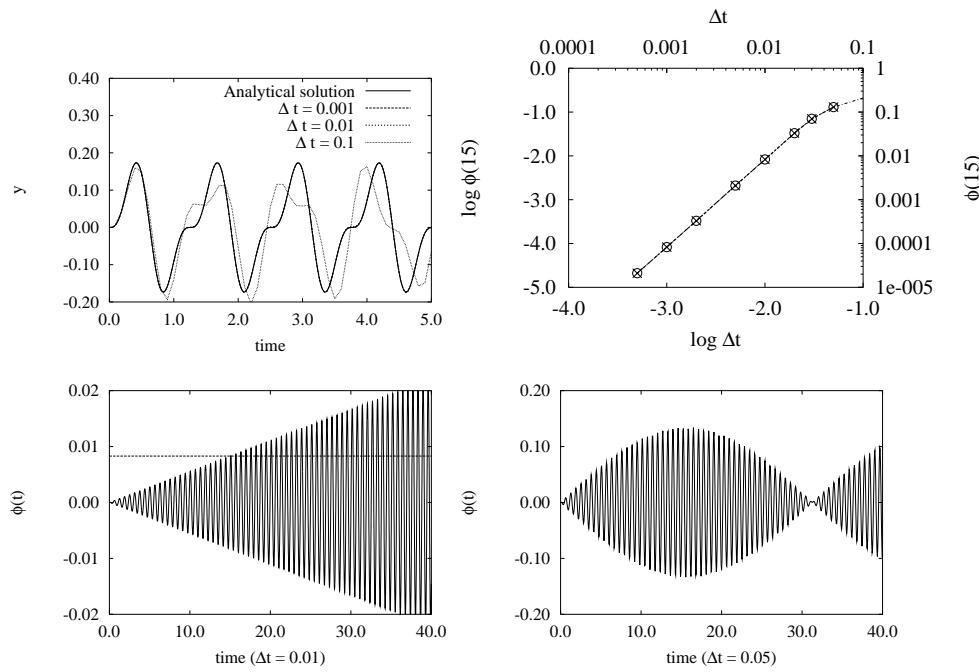 0.40
0.30
0.20
0.10
0.00
-0.10
-0.20
0.0 1.0 2.0 3.0 4.0 5.0
y
time
Analytical solution
Δ t = 0.001
Δ t = 0.01
Δ t = 0.1
Δt
0.0001 0.001 0.01 0.1
0.0
-1.0
-2.0
-3.0
-4.0
-5.0
log ϕ(15)
1
0.1
0.01
0.001
0.0001
1e-005
ϕ(15)
-4.0 -3.0 -2.0 -1.0
log Δt
0.02
0.01
0.00
-0.01
-0.02
ϕ(t)
0.0 10.0 20.0 30.0 40.0
time (Δt = 0.01)
0.20
0.10
0.00
-0.10
-0.20
ϕ(t)
0.0 10.0 20.0 30.0 40.0
time (Δt = 0.05)